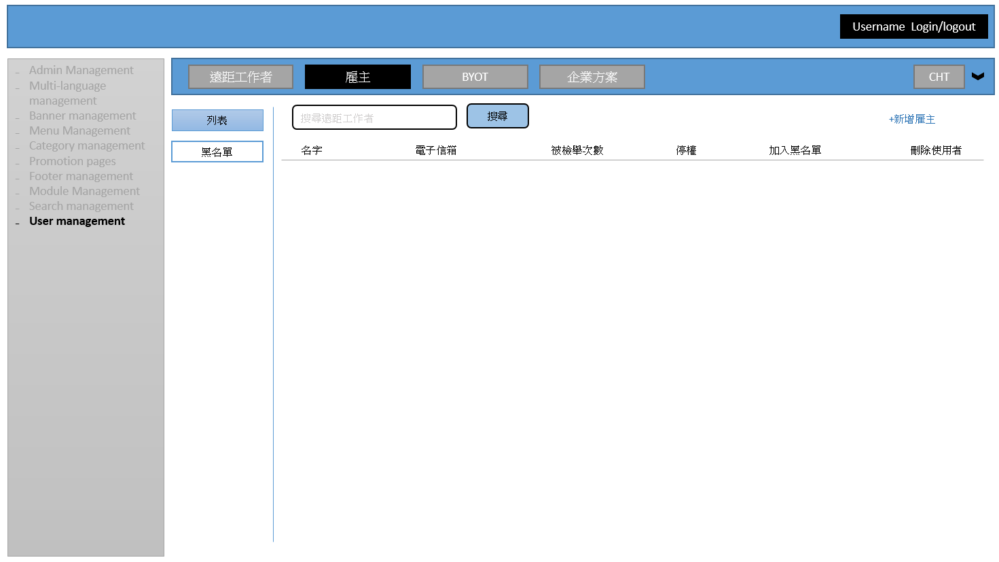 Username  Login/logout
Admin Management
Multi-language
management
Banner management
Menu Management
Category management
Promotion pages
Footer management
Module Management
Search management
User management
遠距工作者
雇主
BYOT
企業方案
CHT
列表
黑名單
搜尋遠距工作者
搜尋
+新增雇主
名字
電子信箱
被檢舉次數
停權
加入黑名單
刪除使用者